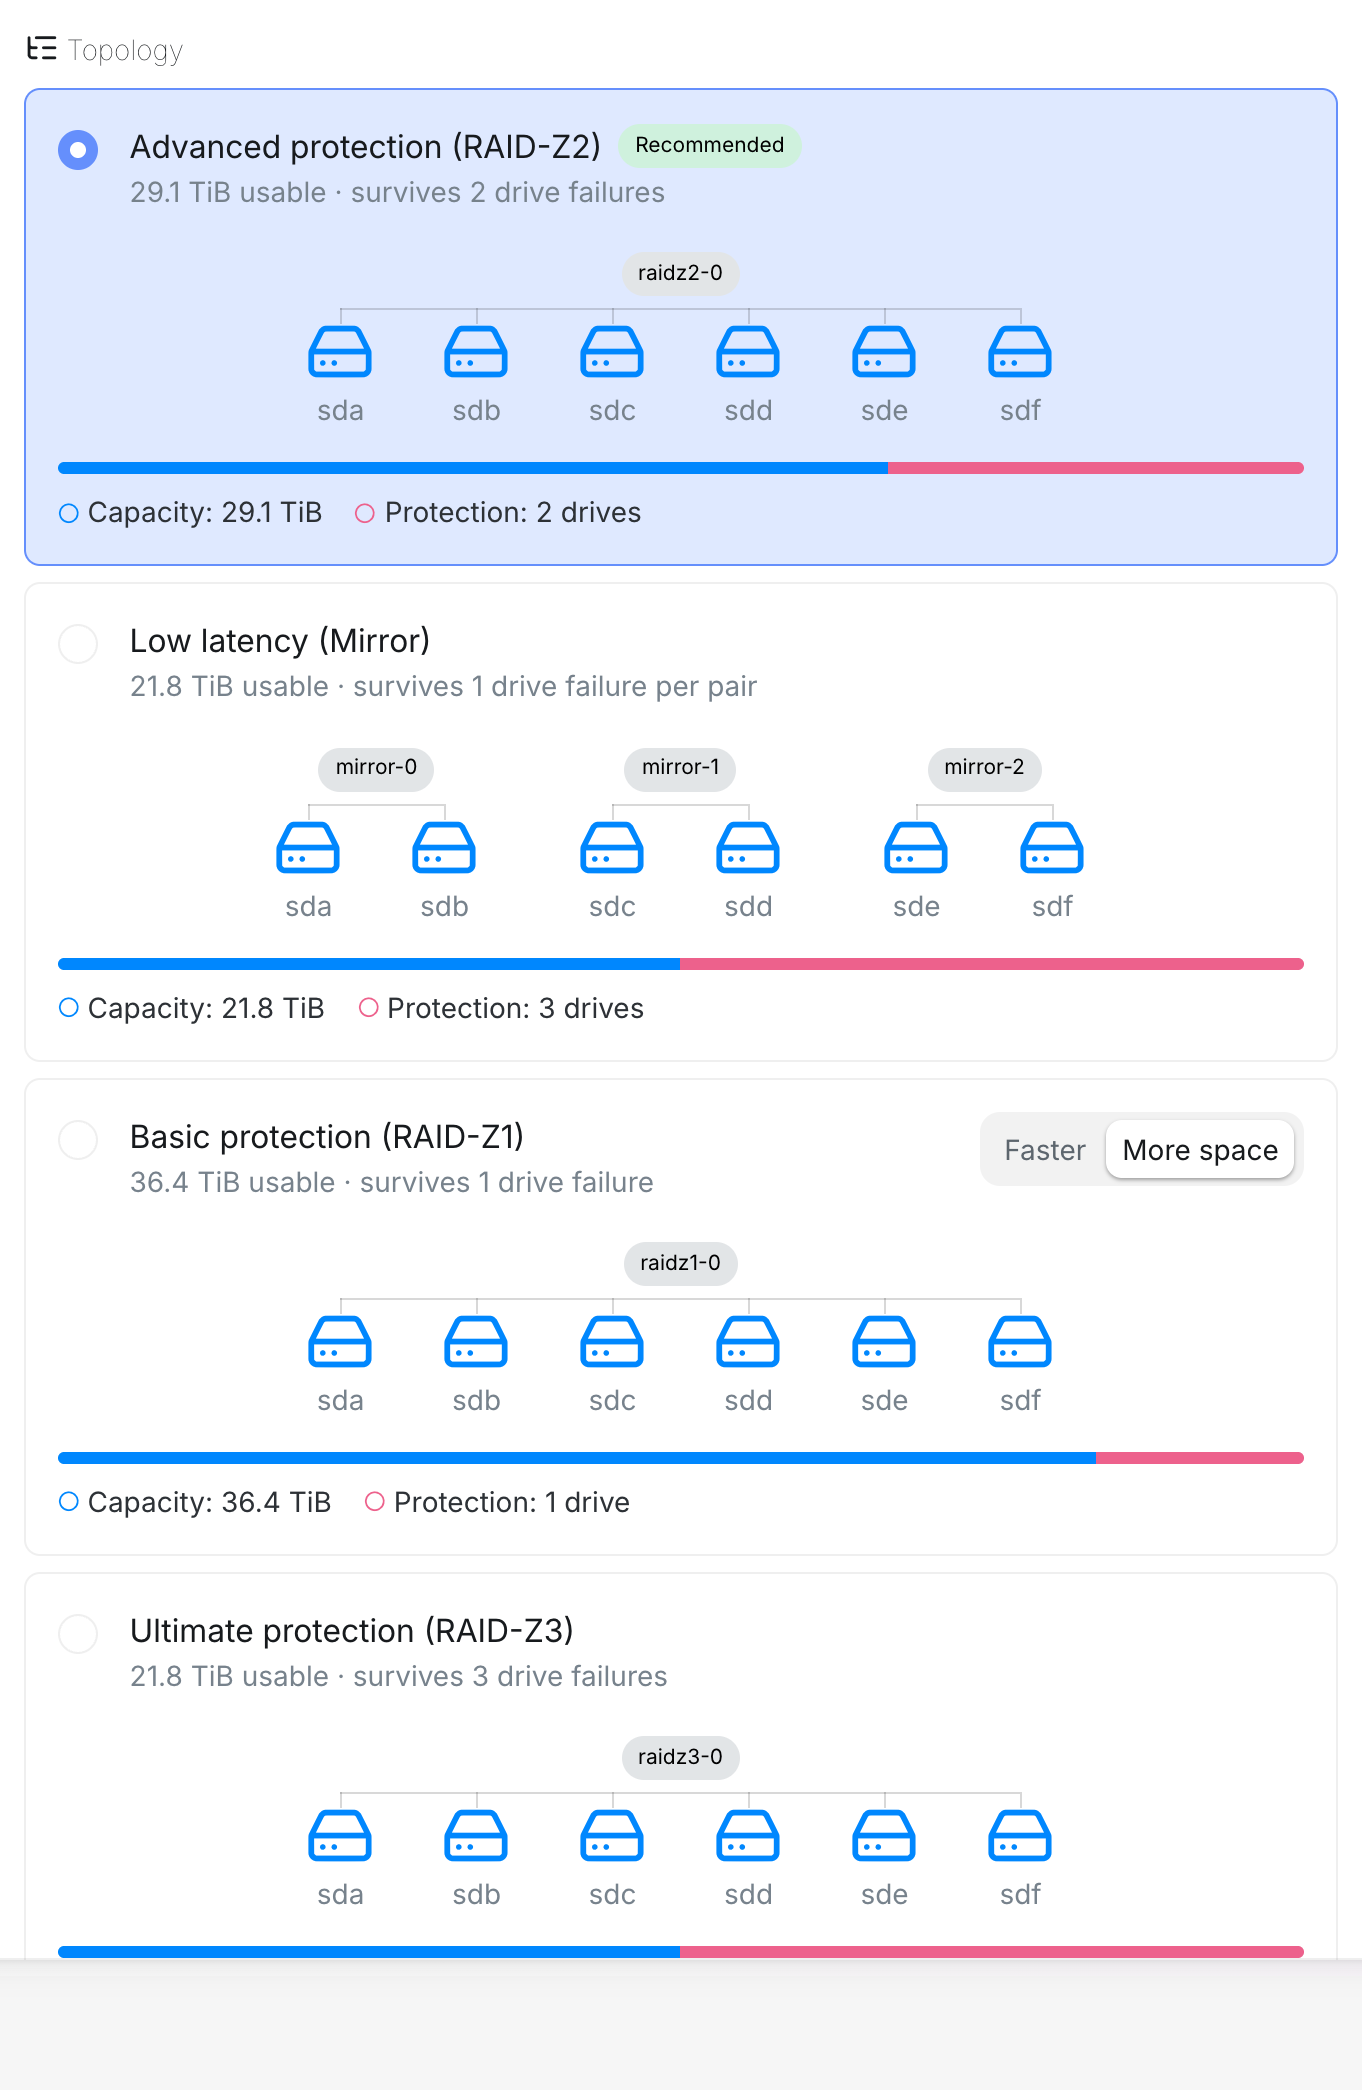 Topology
Advanced protection (RAID-Z2) Recommended
29.1 TiB usable · survives 2 drive failures
raidz2-0
sda sdb sdc sdd sde sdf
Capacity: 29.1 TiB Protection: 2 drives
Low latency (Mirror)
21.8 TiB usable · survives 1 drive failure per pair
mirror-0 mirror-1 mirror-2
sda sdb sdc sdd sde sdf
Capacity: 21.8 TiB Protection: 3 drives
Basic protection (RAID-Z1) Faster More space
36.4 TiB usable · survives 1 drive failure
raidz1-0
sda sdb sdc sdd sde sdf
Capacity: 36.4 TiB Protection: 1 drive
Ultimate protection (RAID-Z3)
21.8 TiB usable · survives 3 drive failures
raidz3-0
sda sdb sdc sdd sde sdf